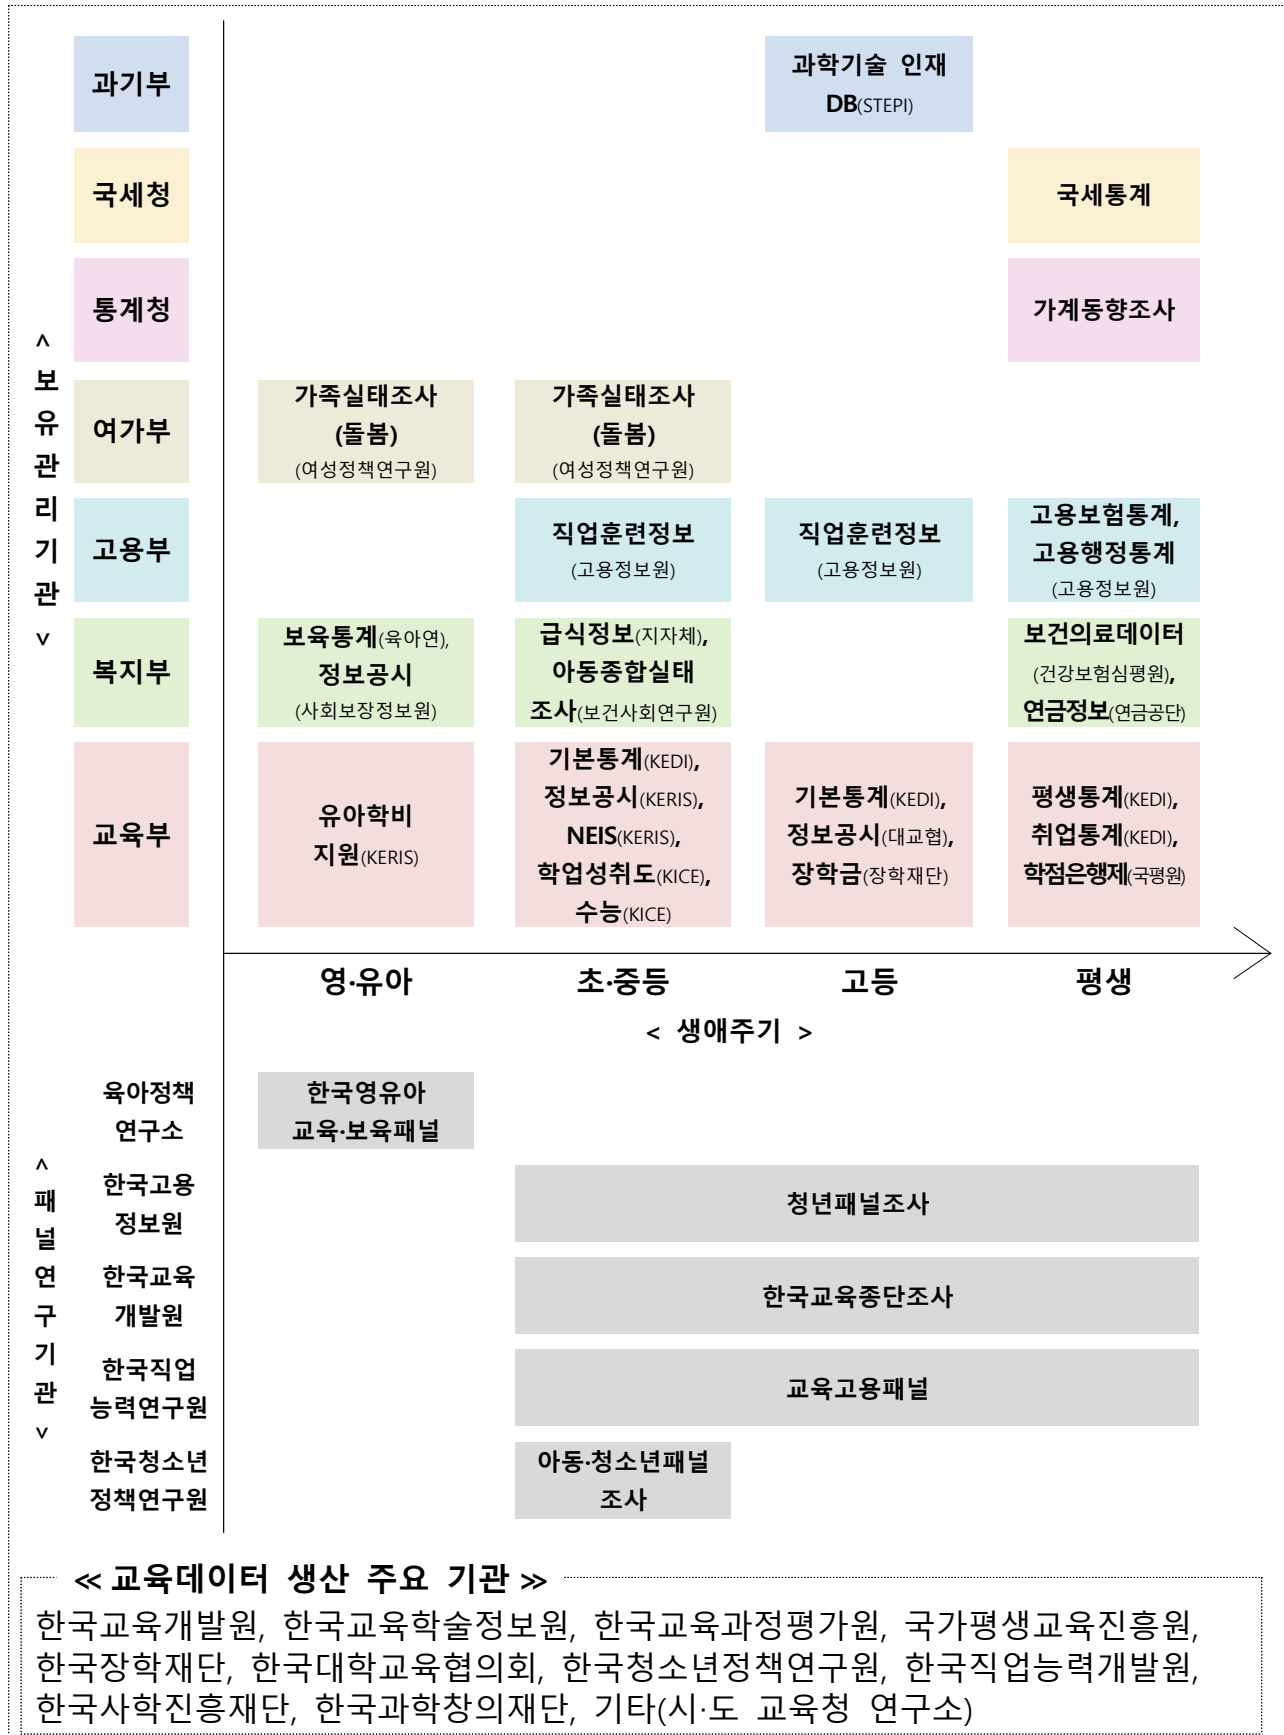 과기부
과학기술 인재
DB(STEPI)
국세청
국세통계
통계청
가계동향조사
< 보유관리기관 >
여가부
가족실태조사
(돌봄)
(여성정책연구원)
가족실태조사
(돌봄)
(여성정책연구원)
고용부
직업훈련정보
(고용정보원)
직업훈련정보
(고용정보원)
고용보험통계,
고용행정통계
(고용정보원)
복지부
보육통계(육아연),
정보공시
(사회보장정보원)
급식정보(지자체),
아동종합실태
조사(보건사회연구원)
보건의료데이터
(건강보험심평원),
연금정보(연금공단)
교육부
유아학비
지원(KERIS)
기본통계(KEDI),
정보공시(KERIS),
NEIS(KERIS),
학업성취도(KICE),
수능(KICE)
기본통계(KEDI),
정보공시(대교협),
장학금(장학재단)
평생통계(KEDI),
취업통계(KEDI),
학점은행제(국평원)
영·유아 초·중등 고등 평생
< 생애주기 >
< 패널연구기관 >
육아정책
연구소
한국영유아
교육·보육패널
한국고용
정보원
청년패널조사
한국교육
개발원
한국교육종단조사
한국직업
능력연구원
교육고용패널
한국청소년
정책연구원
아동·청소년패널
조사
≪ 교육데이터 생산 주요 기관 ≫
한국교육개발원, 한국교육학술정보원, 한국교육과정평가원, 국가평생교육진흥원,
한국장학재단, 한국대학교육협의회, 한국청소년정책연구원, 한국직업능력개발원,
한국사학진흥재단, 한국과학창의재단, 기타(시·도 교육청 연구소)